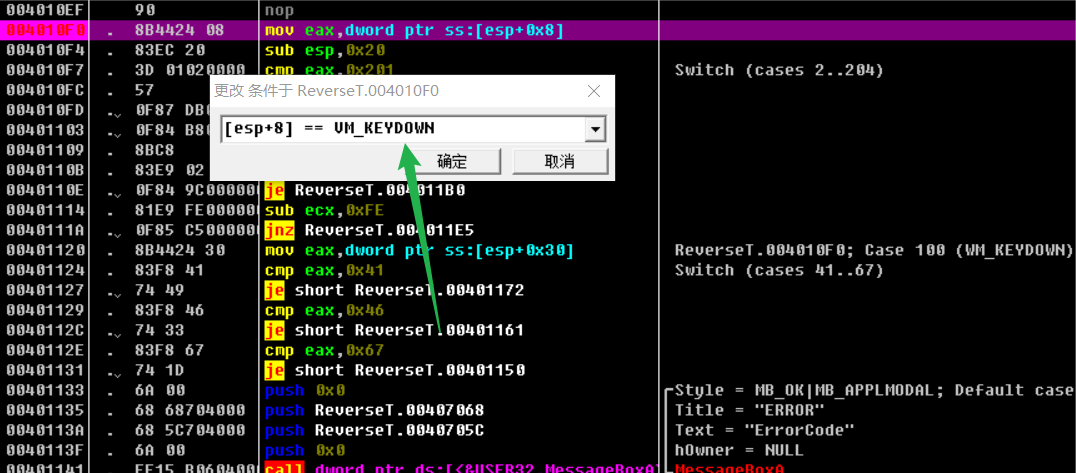 004010EF 90 nop
004010F0 . 8B4424 08 mov eax,dword ptr ss:[esp+0x8]
004010F4 . 83EC 20 sub esp,0x20
004010F7 . 3D 01020000 cmp eax,0x201 Switch (cases 2..204)
004010FC . 57
更改 条件于 ReverseT.004010F0
004010FD . 0F87 DB
00401103 . 0F84 B8
[esp+8] == WM_KEYDOWN
00401109 . 8BC8
0040110B . 83E9 02
确定 取消
0040110E . 0F84 9C000000 je ReverseT.004011B0
00401114 . 81E9 FE000000 sub ecx,0xFE
0040111A . 0F85 C5000000 jnz ReverseT.004011E5
00401120 . 8B4424 30 mov eax,dword ptr ss:[esp+0x30] ReverseT.004010F0; Case 100 (WM_KEYDOWN)
00401124 . 83F8 41 cmp eax,0x41 Switch (cases 41..67)
00401127 . 74 49 je short ReverseT.00401172
00401129 . 83F8 46 cmp eax,0x46
0040112C . 74 33 je short ReverseT.00401161
0040112E . 83F8 67 cmp eax,0x67
00401131 . 74 1D je short ReverseT.00401150
00401133 . 6A 00 push 0x0 Style = MB_OK|MB_APPLMODAL; Default case
00401135 . 68 68704000 push ReverseT.00407068 Title = "ERROR"
0040113A . 68 5C704000 push ReverseT.0040705C Text = "ErrorCode"
0040113F . 6A 00 push 0x0 hOwner = NULL
00401141 . FF15 B0604000 call dword ptr ds:[<&USER32.MessageBoxA>] MessageBoxA